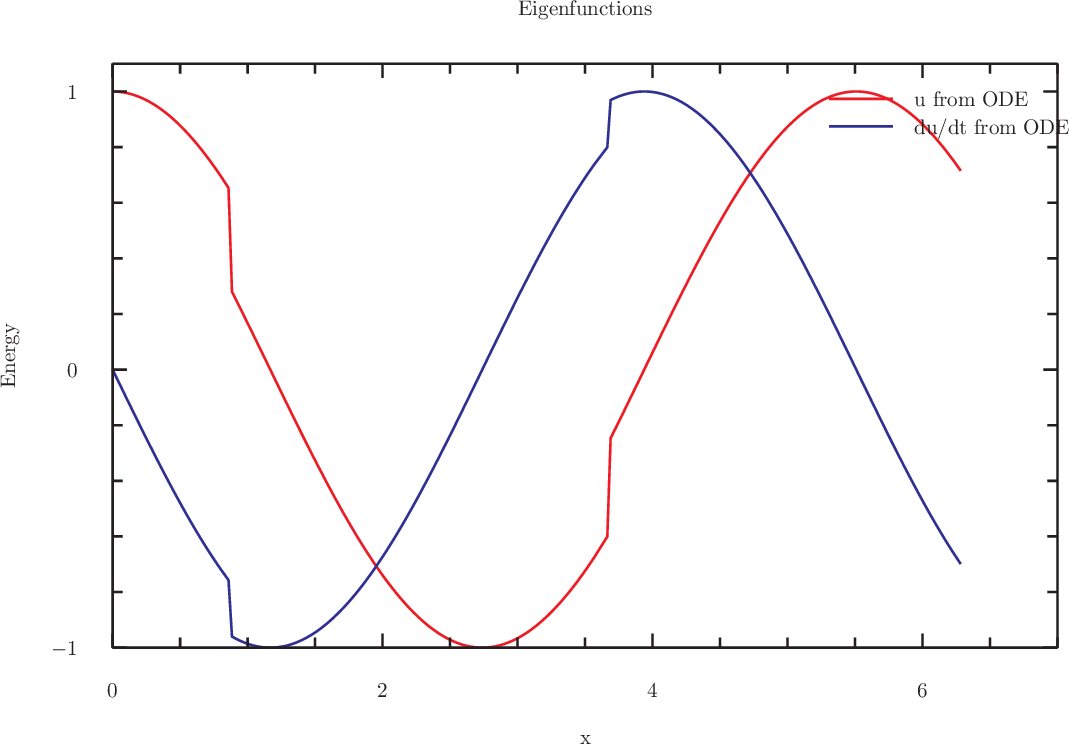 Eigenfunctions
1
0
−1
Energy
u from ODE
du/dt from ODE
0 2 4 6
x